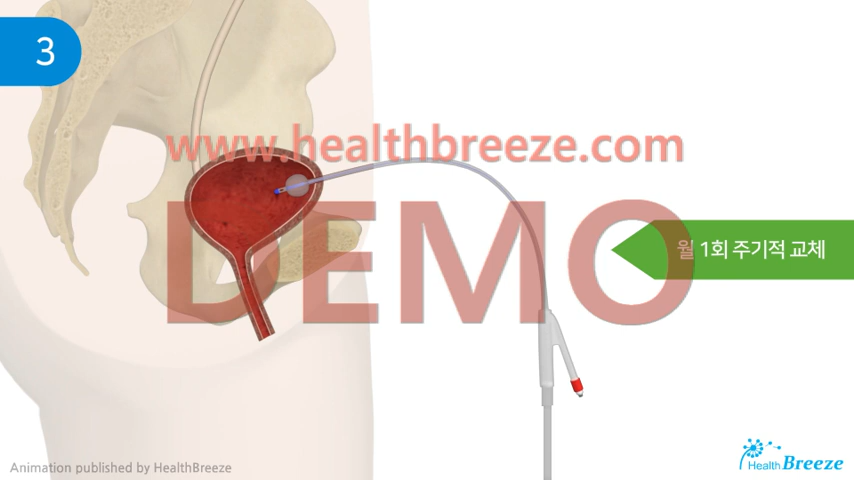 3
www.healthbreeze.com
DEMO
월 1회 주기적 교체
Animation published by HealthBreeze
Health Breeze